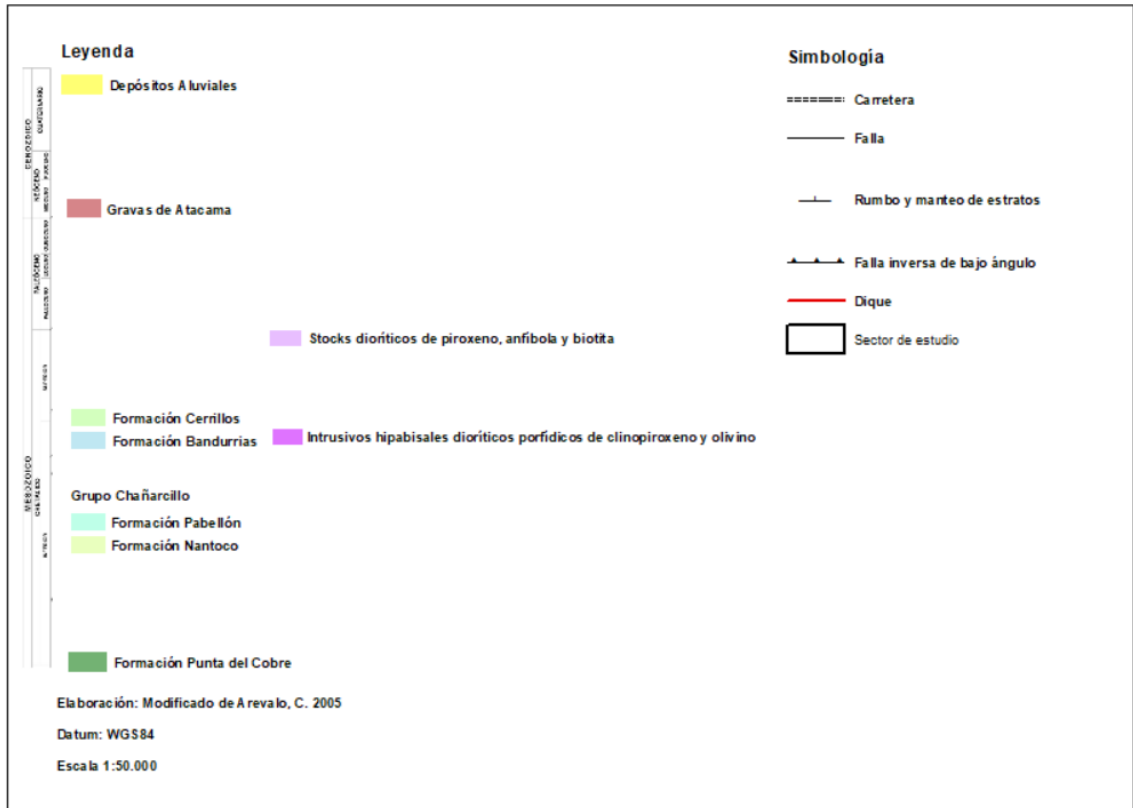 Leyenda
Depósitos Aluviales
Gravas de Atacama
Stocks dioríticos de piroxeno, anfíbola y biotita
Formación Cerrillos
Formación Bandurrias
Intrusivos hipabisales dioríticos porfídicos de clinopiroxeno y olivino
Grupo Chañarcillo
Formación Pabellón
Formación Nantoco
Formación Punta del Cobre
CENOZOICO
CUATERNARIO
NEÓGENO
PALEÓGENO
MESOZOICO
Elaboración: Modificado de Arevalo, C. 2005
Datum: WGS84
Escala 1:50.000
Simbología
Carretera
Falla
Rumbo y manteo de estratos
Falla inversa de bajo ángulo
Dique
Sector de estudio